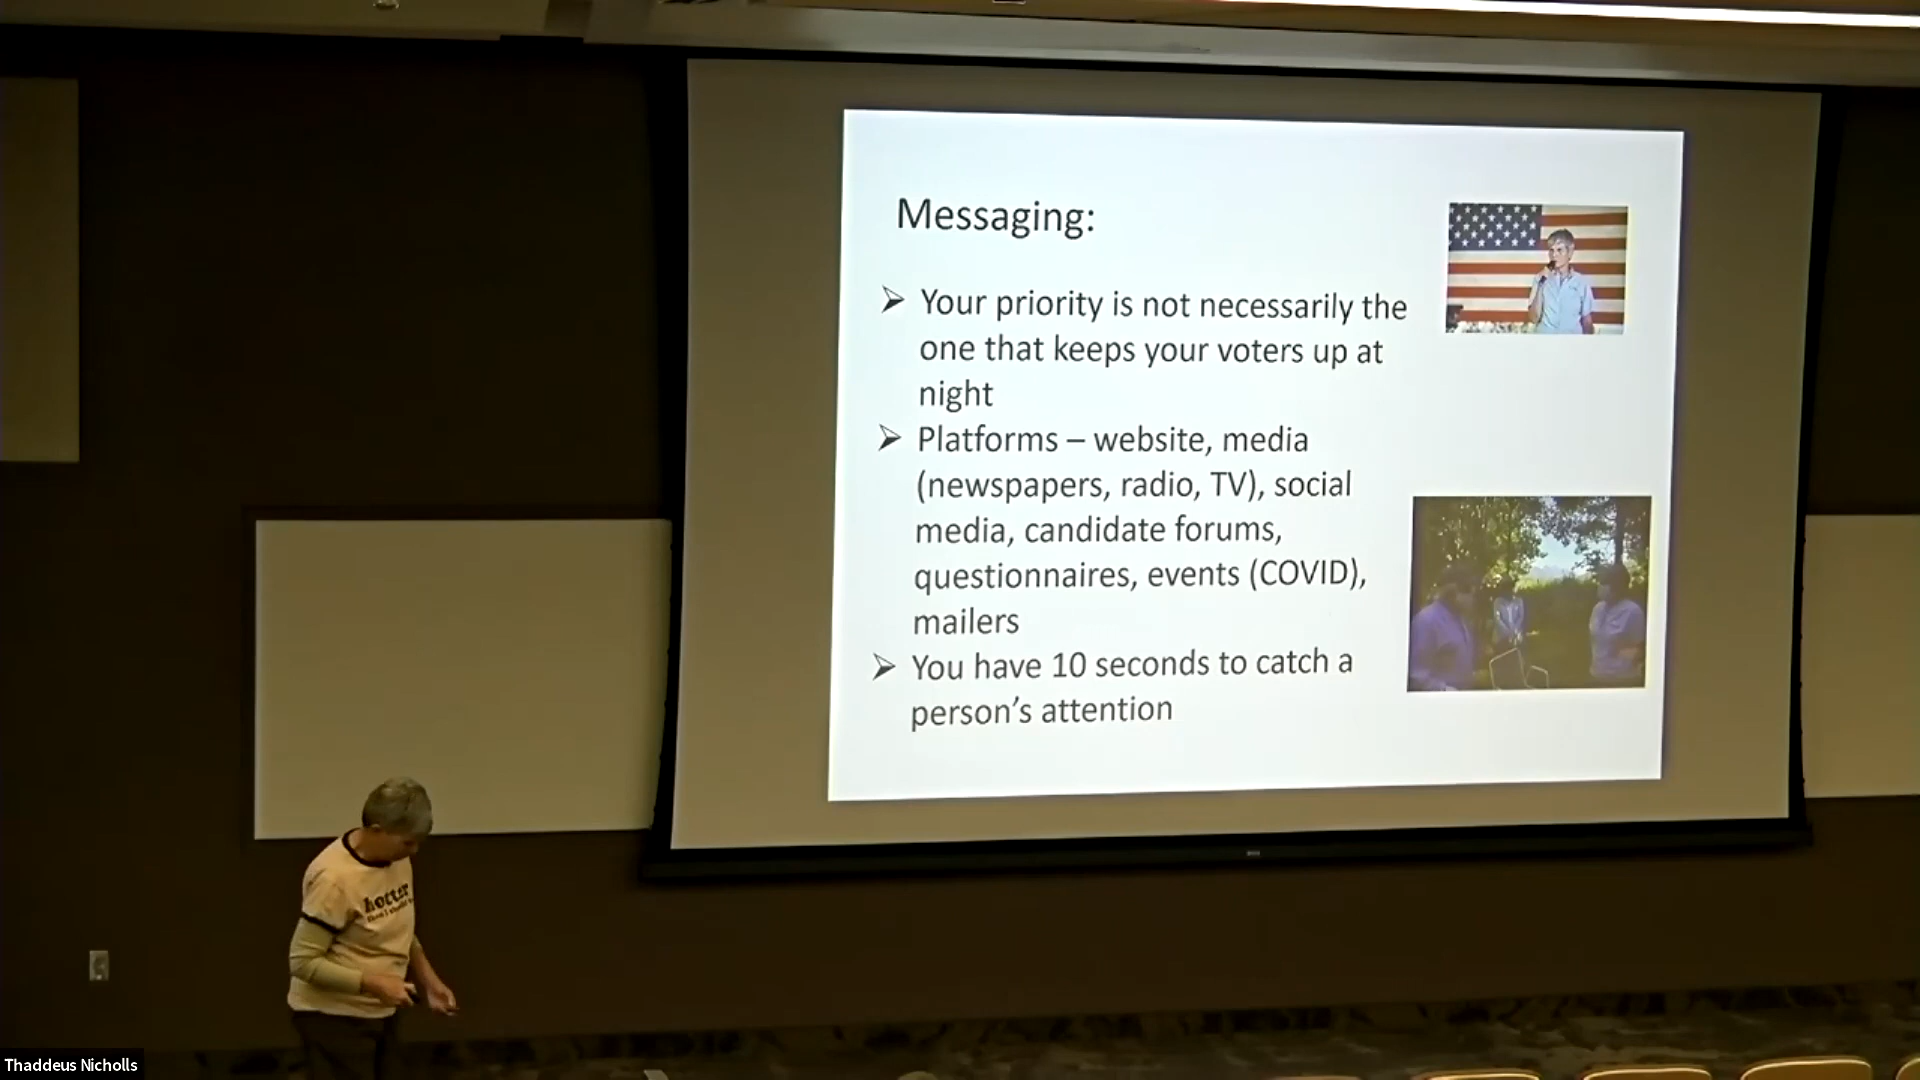 Messaging:
➢ Your priority is not necessarily the
one that keeps your voters up at
night
➢ Platforms – website, media
(newspapers, radio, TV), social
media, candidate forums,
questionnaires, events (COVID),
mailers
➢ You have 10 seconds to catch a
person’s attention
hotter
Thaddeus Nicholls